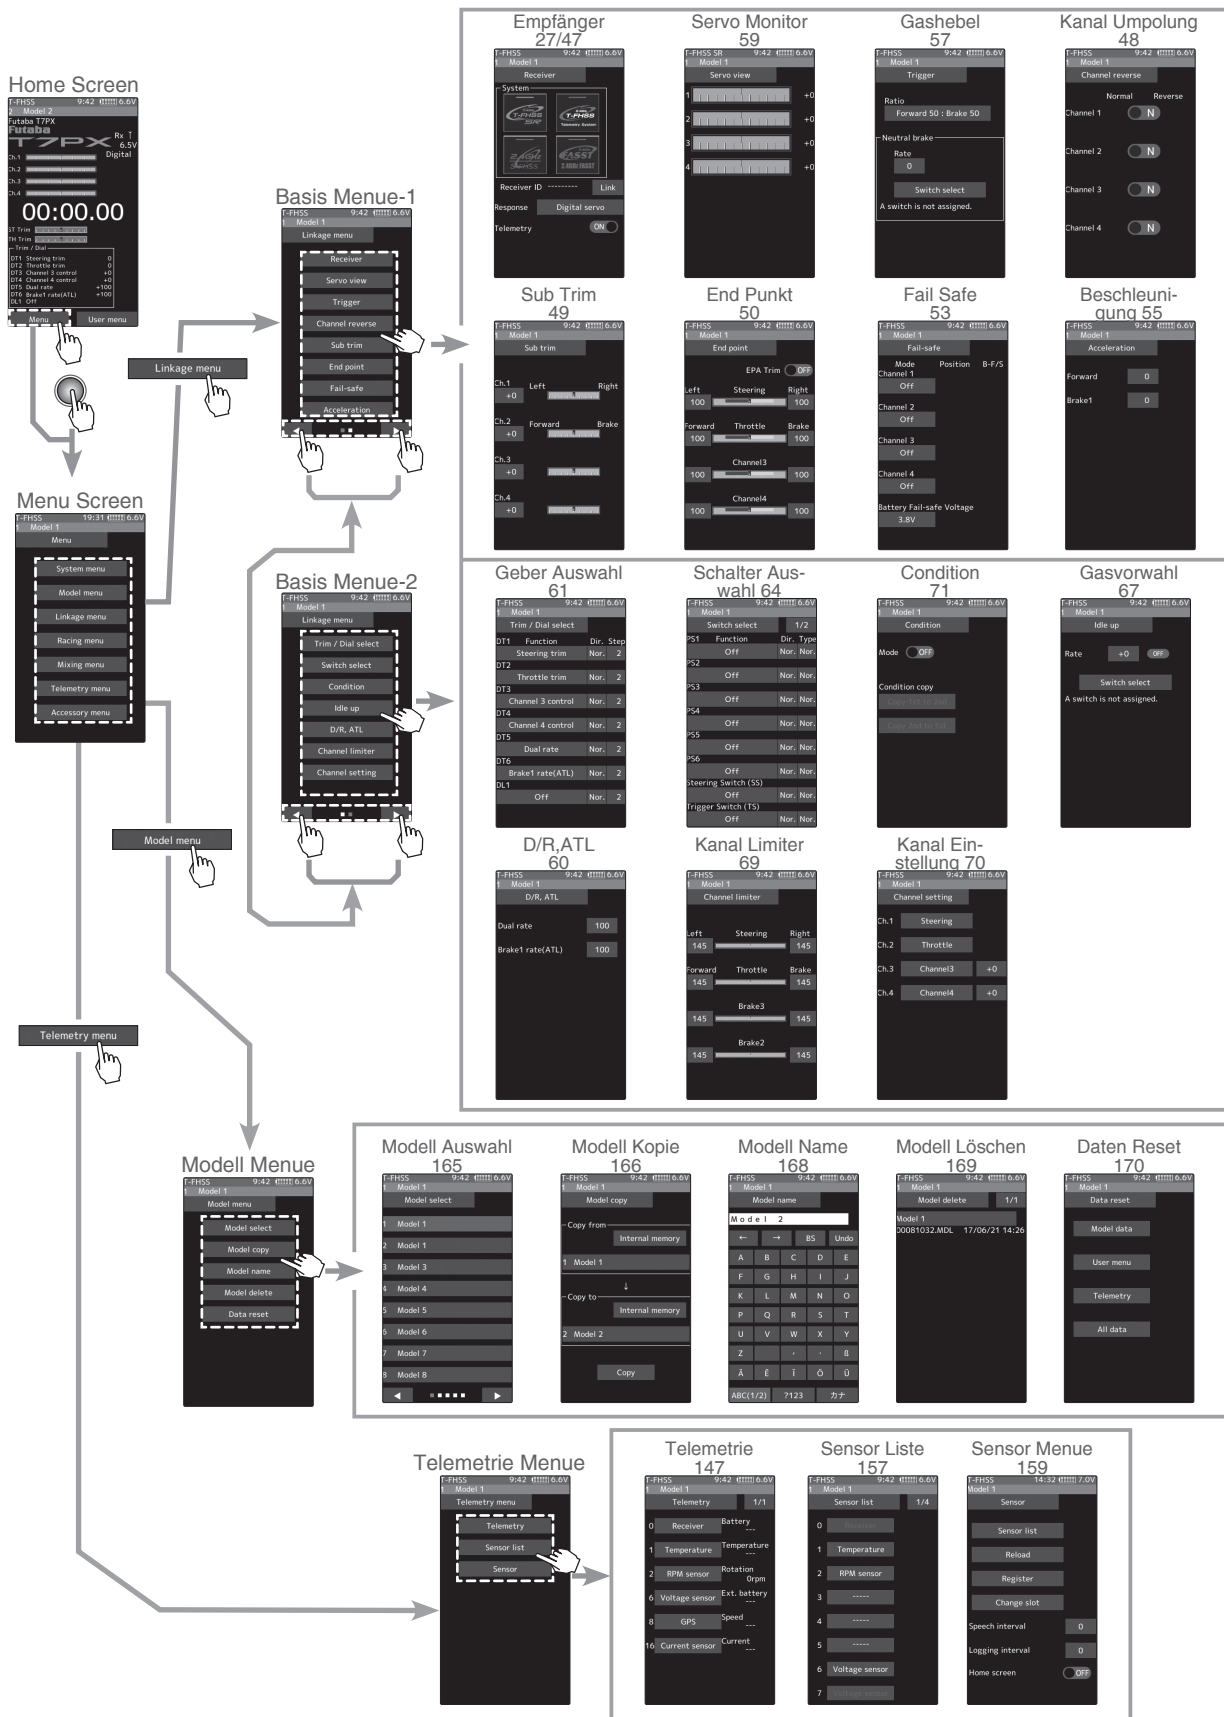 Home Screen
T-FHSS 9:42 6.6V
2 Model 2
Futaba T7PX
Futaba
T7PX
Rx
6.5V
Digital
Ch.1
Ch.2
Ch.3
Ch.4
00:00.00
ST Trim
TH Trim
Trim / Dial
DT1 Steering trim 0
DT2 Throttle trim 0
DT3 Channel 3 control +0
DT4 Channel 4 control +0
DT5 Dual rate +100
DT6 Brake1 rate(ATL) +100
DL1 Off
Menu User menu
Linkage menu
Menu Screen
T-FHSS 19:31 6.6V
1 Model 1
Menu
System menu
Model menu
Linkage menu
Racing menu
Mixing menu
Telemetry menu
Accessory menu
Model menu
Telemetry menu
Basis Menue-1
T-FHSS 9:42 6.6V
1 Model 1
Linkage menu
Receiver
Servo view
Trigger
Channel reverse
Sub trim
End point
Fail-safe
Acceleration
Basis Menue-2
T-FHSS 9:42 6.6V
1 Model 1
Linkage menu
Trim / Dial select
Switch select
Condition
Idle up
D/R, ATL
Channel limiter
Channel setting
Empfänger
27/47
T-FHSS 9:42 6.6V
1 Model 1
Receiver
System
T-FHSS
SR
T-FHSS
Telemetry System
2.4GHz
S-FHSS
FASST
2.4GHz FASST
Receiver ID --------- Link
Response Digital servo
Telemetry ON
Servo Monitor
59
T-FHSS SR 9:42 6.6V
1 Model 1
Servo view
1 +0
2 +0
3 +0
4 +0
Gashebel
57
T-FHSS 9:42 6.6V
1 Model 1
Trigger
Ratio
Forward 50 : Brake 50
Neutral brake
Rate
0
Switch select
A switch is not assigned.
Kanal Umpolung
48
T-FHSS 9:42 6.6V
1 Model 1
Channel reverse
Normal Reverse
Channel 1 N
Channel 2 N
Channel 3 N
Channel 4 N
Sub Trim
49
T-FHSS 9:42 6.6V
1 Model 1
Sub trim
Ch.1 Left Right
+0
Ch.2 Forward Brake
+0
Ch.3
+0
Ch.4
+0
End Punkt
50
T-FHSS 9:42 6.6V
1 Model 1
End point
EPA Trim OFF
Left Steering Right
100 100
Forward Throttle Brake
100 100
Channel3
100 100
Channel4
100 100
Fail Safe
53
T-FHSS 9:42 6.6V
1 Model 1
Fail-safe
Mode Position B-F/S
Channel 1
Off
Channel 2
Off
Channel 3
Off
Channel 4
Off
Battery Fail-safe Voltage
3.8V
Beschleuni-
gung 55
T-FHSS 9:42 6.6V
1 Model 1
Acceleration
Forward 0
Brake1 0
Geber Auswahl
61
T-FHSS 9:42 6.6V
1 Model 1
Trim / Dial select
DT1 Function Dir. Step
Steering trim Nor. 2
DT2
Throttle trim Nor. 2
DT3
Channel 3 control Nor. 2
DT4
Channel 4 control Nor. 2
DT5
Dual rate Nor. 2
DT6
Brake1 rate(ATL) Nor. 2
DL1
Off Nor. 2
Schalter Aus-
wahl 64
T-FHSS 9:42 6.6V
1 Model 1
Switch select 1/2
PS1 Function Dir. Type
Off Nor. Nor.
PS2
Off Nor. Nor.
PS3
Off Nor. Nor.
PS4
Off Nor. Nor.
PS5
Off Nor. Nor.
PS6
Off Nor. Nor.
Steering Switch (SS)
Off Nor. Nor.
Trigger Switch (TS)
Off Nor. Nor.
Condition
71
T-FHSS 9:42 6.6V
1 Model 1
Condition
Mode OFF
Condition copy
Copy 1st to 2nd
Copy 2nd to 1st
Gasvorwahl
67
T-FHSS 9:42 6.6V
1 Model 1
Idle up
Rate +0 OFF
Switch select
A switch is not assigned.
D/R,ATL
60
T-FHSS 9:42 6.6V
1 Model 1
D/R, ATL
Dual rate 100
Brake1 rate(ATL) 100
Kanal Limiter
69
T-FHSS 9:42 6.6V
1 Model 1
Channel limiter
Left Steering Right
145 145
Forward Throttle Brake
145 145
Brake3
145 145
Brake2
145 145
Kanal Ein-
stellung 70
T-FHSS 9:42 6.6V
1 Model 1
Channel setting
Ch.1 Steering
Ch.2 Throttle
Ch.3 Channel3 +0
Ch.4 Channel4 +0
Modell Menue
T-FHSS 9:42 6.6V
1 Model 1
Model menu
Model select
Model copy
Model name
Model delete
Data reset
Modell Auswahl
165
T-FHSS 9:42 6.6V
1 Model 1
Model select
1 Model 1
2 Model 1
3 Model 3
4 Model 4
5 Model 5
6 Model 6
7 Model 7
8 Model 8
Modell Kopie
166
T-FHSS 9:42 6.6V
1 Model 1
Model copy
Copy from
Internal memory
1 Model 1
↓
Copy to
Internal memory
2 Model 2
Copy
Modell Name
168
T-FHSS 9:42 6.6V
1 Model 1
Model name
Model 2
← → BS Undo
A B C D E
F G H I J
K L M N O
P Q R S T
U V W X Y
Z , . ß
Ä Ë Ï Ö Ü
ABC(1/2) ?123 カナ
Modell Löschen
169
T-FHSS 9:42 6.6V
1 Model 1
Model delete 1/1
Model 1
00081032.MDL 17/06/21 14:26
Daten Reset
170
T-FHSS 9:42 6.6V
1 Model 1
Data reset
Model data
User menu
Telemetry
All data
Telemetrie Menue
T-FHSS 9:42 6.6V
1 Model 1
Telemetry menu
Telemetry
Sensor list
Sensor
Telemetrie
147
T-FHSS 9:42 6.6V
1 Model 1
Telemetry 1/1
0 Receiver Battery
---
1 Temperature Temperature
---
2 RPM sensor Rotation
0rpm
6 Voltage sensor Ext. battery
---
8 GPS Speed
---
16 Current sensor Current
---
Sensor Liste
157
T-FHSS 9:42 6.6V
1 Model 1
Sensor list 1/4
0 Receiver
1 Temperature
2 RPM sensor
3 -----
4 -----
5 -----
6 Voltage sensor
7 Voltage sensor
Sensor Menue
159
T-FHSS 14:32 7.0V
Model 1
Sensor
Sensor list
Reload
Register
Change slot
Speech interval 0
Logging interval 0
Home screen OFF